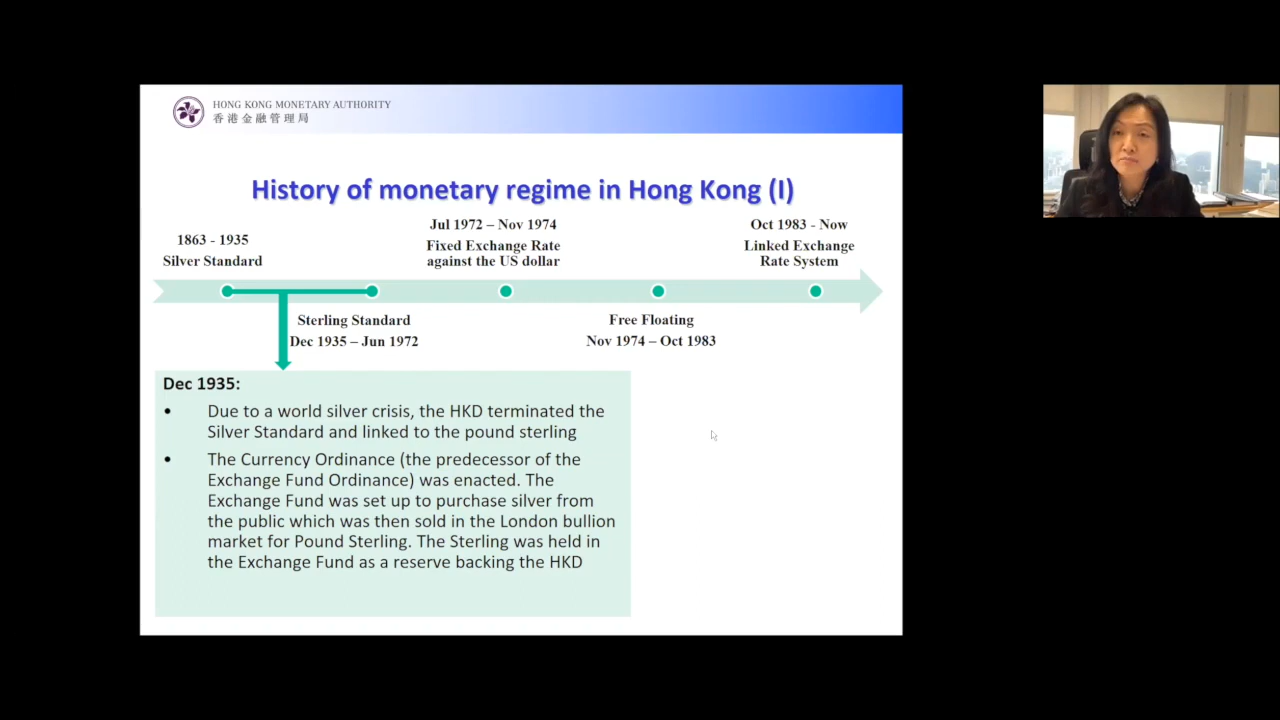 HONG KONG MONETARY AUTHORITY
香港金融管理局
History of monetary regime in Hong Kong (I)
1863 - 1935
Silver Standard
Jul 1972 – Nov 1974
Fixed Exchange Rate
against the US dollar
Oct 1983 - Now
Linked Exchange
Rate System
Sterling Standard
Dec 1935 – Jun 1972
Free Floating
Nov 1974 – Oct 1983
Dec 1935:
• Due to a world silver crisis, the HKD terminated the
Silver Standard and linked to the pound sterling
• The Currency Ordinance (the predecessor of the
Exchange Fund Ordinance) was enacted. The
Exchange Fund was set up to purchase silver from
the public which was then sold in the London bullion
market for Pound Sterling. The Sterling was held in
the Exchange Fund as a reserve backing the HKD